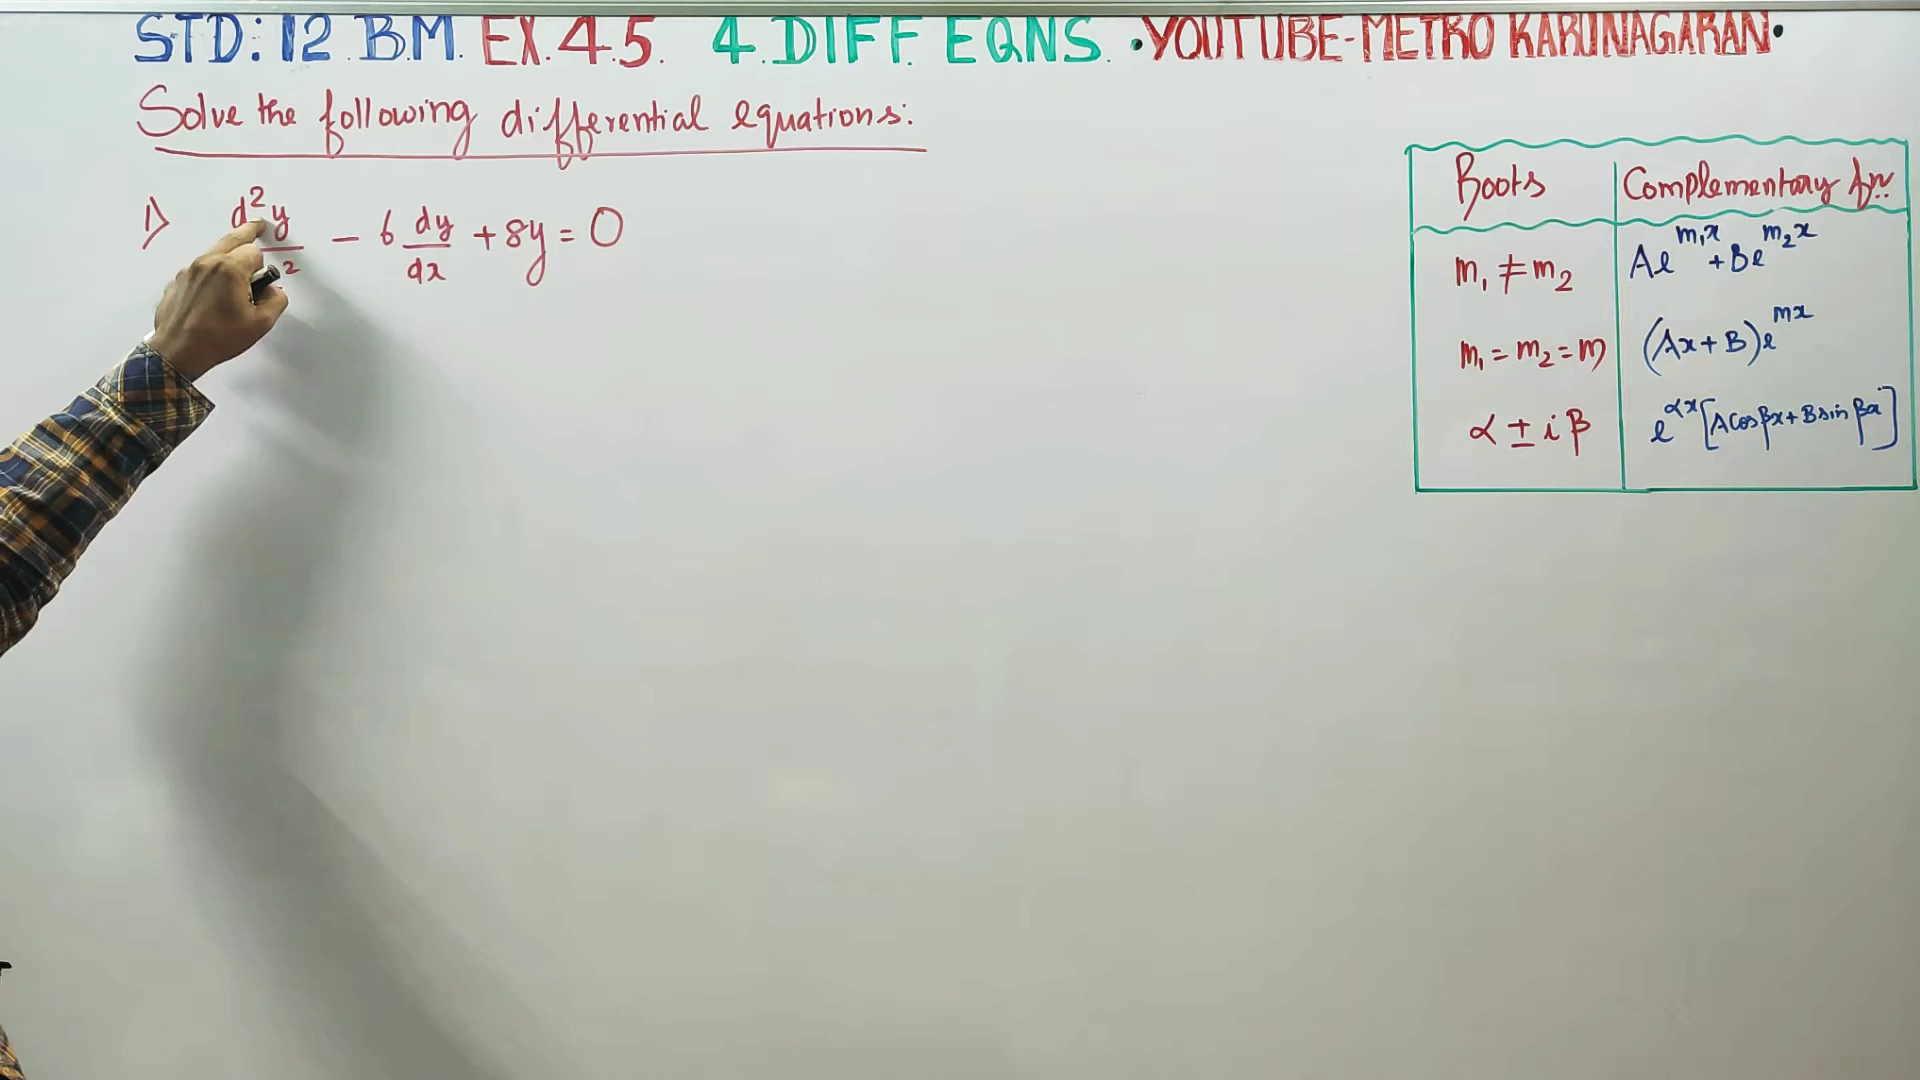 STD: 12 B.M. EX. 4.5. 4. DIFF. EQNS. •YOUTUBE-METRO KARUNAGARAN•
Solve the following differential equations:
1) d²y/ ² - 6 dy/dx + 8y = 0
Roots Complementary fn.
m₁ ≠ m₂ Ae^m₁x + Be^m₂x
m₁ = m₂ = m (Ax + B)e^mx
α ± iβ e^αx [A cos βx + B sin βx]